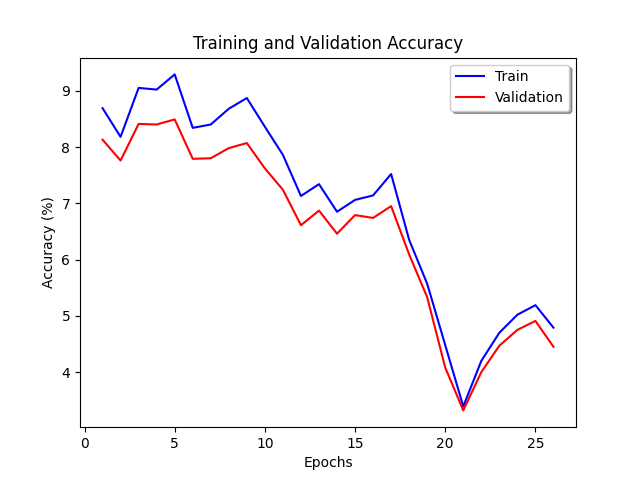 Training and Validation Accuracy
Train
Validation
Accuracy (%)
9
8
7
6
5
4
0 5 10 15 20 25
Epochs